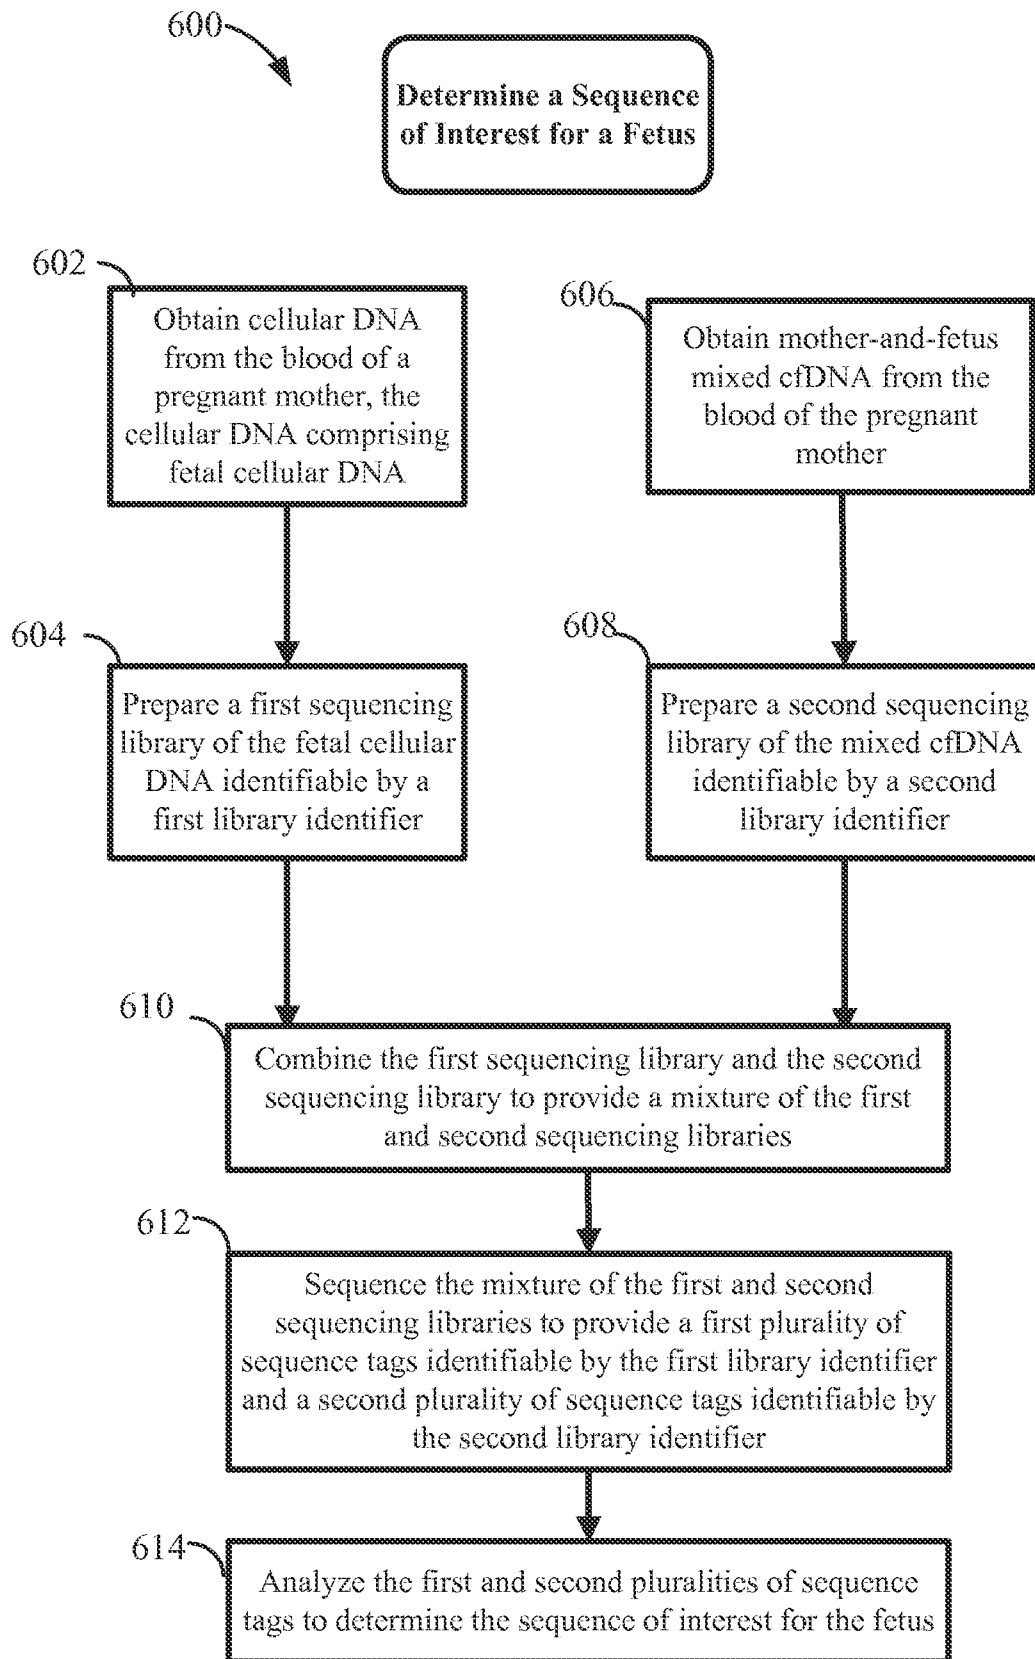 600
Determine a Sequence
of Interest for a Fetus
602
Obtain cellular DNA
from the blood of a
pregnant mother, the
cellular DNA comprising
fetal cellular DNA
606
Obtain mother-and-fetus
mixed cfDNA from the
blood of the pregnant
mother
604
Prepare a first sequencing
library of the fetal cellular
DNA identifiable by a
first library identifier
608
Prepare a second sequencing
library of the mixed cfDNA
identifiable by a second
library identifier
610
Combine the first sequencing library and the second
sequencing library to provide a mixture of the first
and second sequencing libraries
612
Sequence the mixture of the first and second
sequencing libraries to provide a first plurality of
sequence tags identifiable by the first library identifier
and a second plurality of sequence tags identifiable by
the second library identifier
614
Analyze the first and second pluralities of sequence
tags to determine the sequence of interest for the fetus